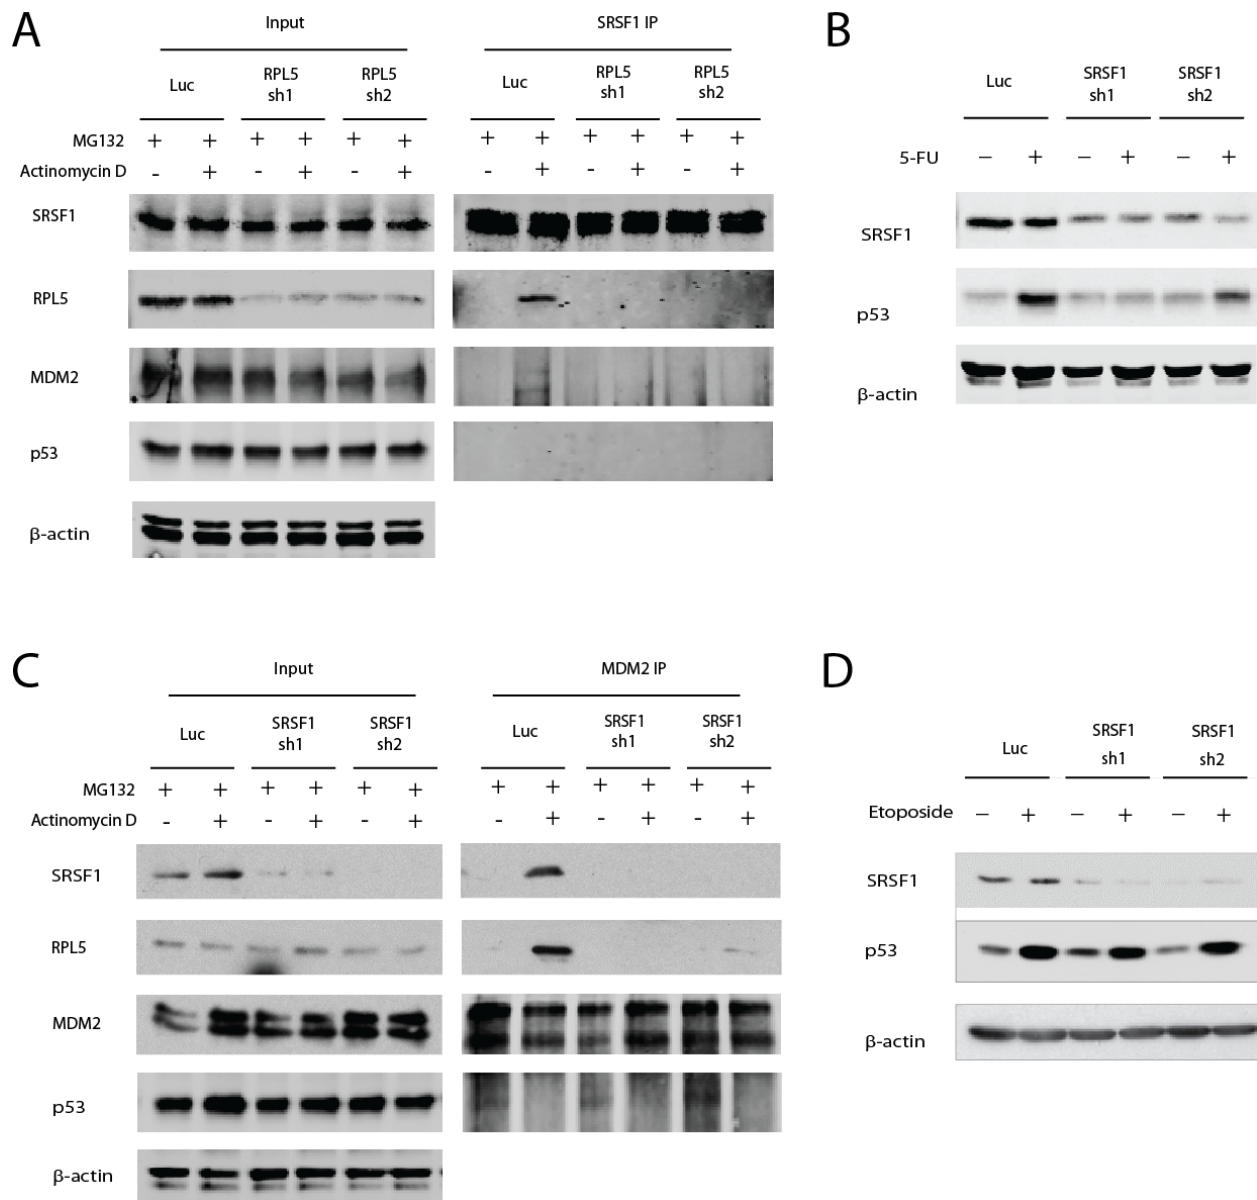 A
Input
SRSF1 IP
Luc
RPL5
sh1
RPL5
sh2
Luc
RPL5
sh1
RPL5
sh2
MG132 + + + + + + + + + + + +
Actinomycin D - + - + - + - + - + - +
SRSF1
RPL5
MDM2
p53
β-actin
B
Luc
SRSF1
sh1
SRSF1
sh2
5-FU − + − + − +
SRSF1
p53
β-actin
C
Input
MDM2 IP
Luc
SRSF1
sh1
SRSF1
sh2
Luc
SRSF1
sh1
SRSF1
sh2
MG132 + + + + + + + + + + + +
Actinomycin D - + - + - + - + - + - +
SRSF1
RPL5
MDM2
p53
β-actin
D
Luc
SRSF1
sh1
SRSF1
sh2
Etoposide − + − + − +
SRSF1
p53
β-actin